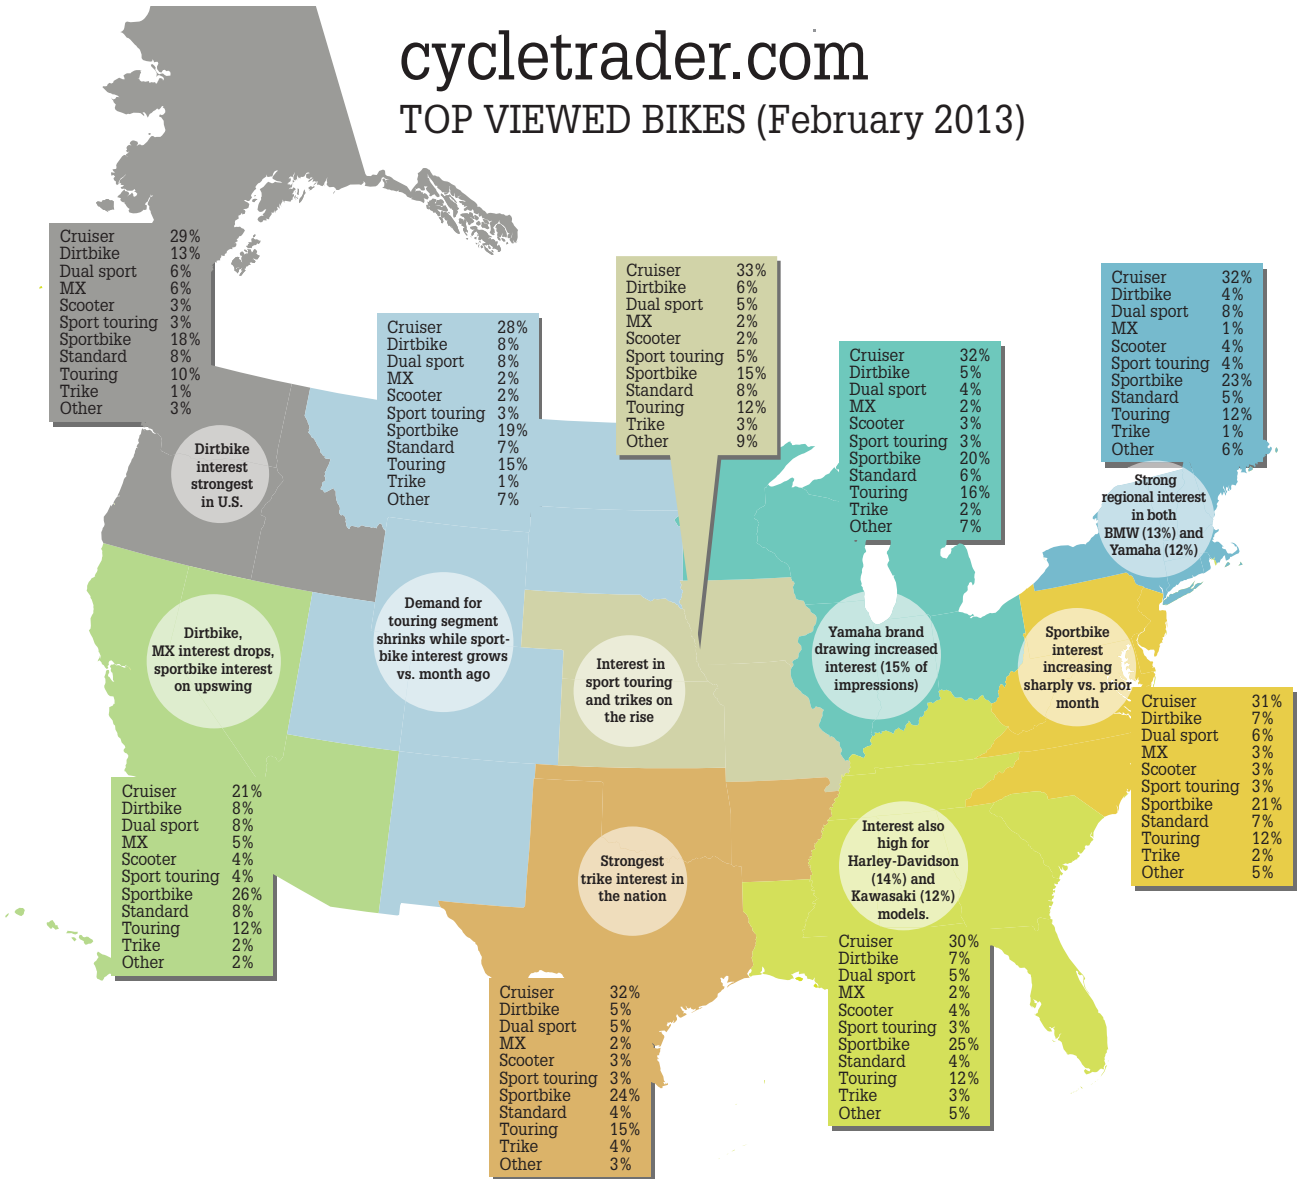 cycletrader.com
TOP VIEWED BIKES (February 2013)
Cruiser 29%
Dirtbike 13%
Dual sport 6%
MX 6%
Scooter 3%
Sport touring 3%
Sportbike 18%
Standard 8%
Touring 10%
Trike 1%
Other 3%
Dirtbike
interest
strongest
in U.S.
Cruiser 28%
Dirtbike 8%
Dual sport 8%
MX 2%
Scooter 2%
Sport touring 3%
Sportbike 19%
Standard 7%
Touring 15%
Trike 1%
Other 7%
Demand for
touring segment
shrinks while sport-
bike interest grows
vs. month ago
Cruiser 33%
Dirtbike 6%
Dual sport 5%
MX 2%
Scooter 2%
Sport touring 5%
Sportbike 15%
Standard 8%
Touring 12%
Trike 3%
Other 9%
Interest in
sport touring
and trikes on
the rise
Cruiser 32%
Dirtbike 5%
Dual sport 4%
MX 2%
Scooter 3%
Sport touring 3%
Sportbike 20%
Standard 6%
Touring 16%
Trike 2%
Other 7%
Yamaha brand
drawing increased
interest (15% of
impressions)
Cruiser 32%
Dirtbike 4%
Dual sport 8%
MX 1%
Scooter 4%
Sport touring 4%
Sportbike 23%
Standard 5%
Touring 12%
Trike 1%
Other 6%
Strong
regional interest
in both
BMW (13%) and
Yamaha (12%)
Dirtbike,
MX interest drops,
sportbike interest
on upswing
Cruiser 21%
Dirtbike 8%
Dual sport 8%
MX 5%
Scooter 4%
Sport touring 4%
Sportbike 26%
Standard 8%
Touring 12%
Trike 2%
Other 2%
Sportbike
interest
increasing
sharply vs. prior
month
Cruiser 31%
Dirtbike 7%
Dual sport 6%
MX 3%
Scooter 3%
Sport touring 3%
Sportbike 21%
Standard 7%
Touring 12%
Trike 2%
Other 5%
Strongest
trike interest in
the nation
Cruiser 32%
Dirtbike 5%
Dual sport 5%
MX 2%
Scooter 3%
Sport touring 3%
Sportbike 24%
Standard 4%
Touring 15%
Trike 4%
Other 3%
Interest also
high for
Harley-Davidson
(14%) and
Kawasaki (12%)
models.
Cruiser 30%
Dirtbike 7%
Dual sport 5%
MX 2%
Scooter 4%
Sport touring 3%
Sportbike 25%
Standard 4%
Touring 12%
Trike 3%
Other 5%